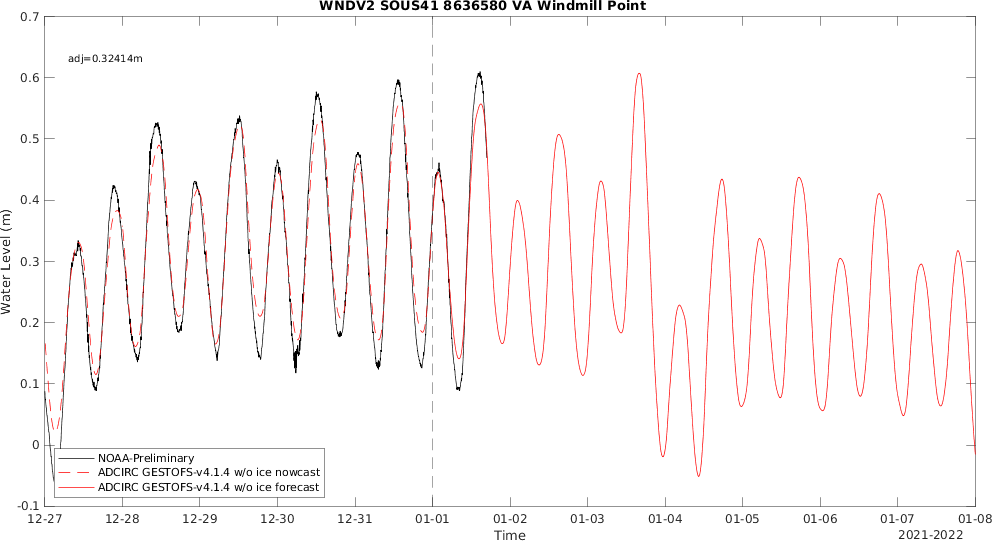 WNDV2 SOUS41 8636580 VA Windmill Point
adj=0.32414m
0.7
0.6
0.5
0.4
0.3
0.2
0.1
0
-0.1
Water Level (m)
NOAA-Preliminary
ADCIRC GESTOFS-v4.1.4 w/o ice nowcast
ADCIRC GESTOFS-v4.1.4 w/o ice forecast
12-27 12-28 12-29 12-30 12-31 01-01 01-02 01-03 01-04 01-05 01-06 01-07 01-08
Time
2021-2022